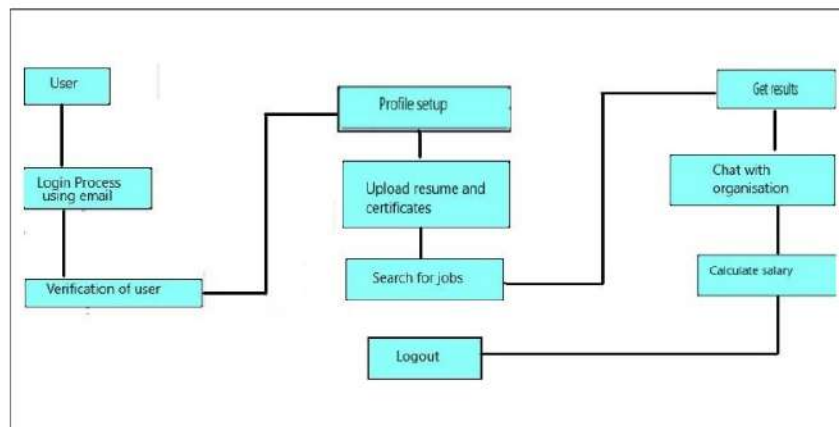 User
Login Process
using email
Verification of user
Profile setup
Upload resume and
certificates
Search for jobs
Get results
Chat with
organisation
Calculate salary
Logout